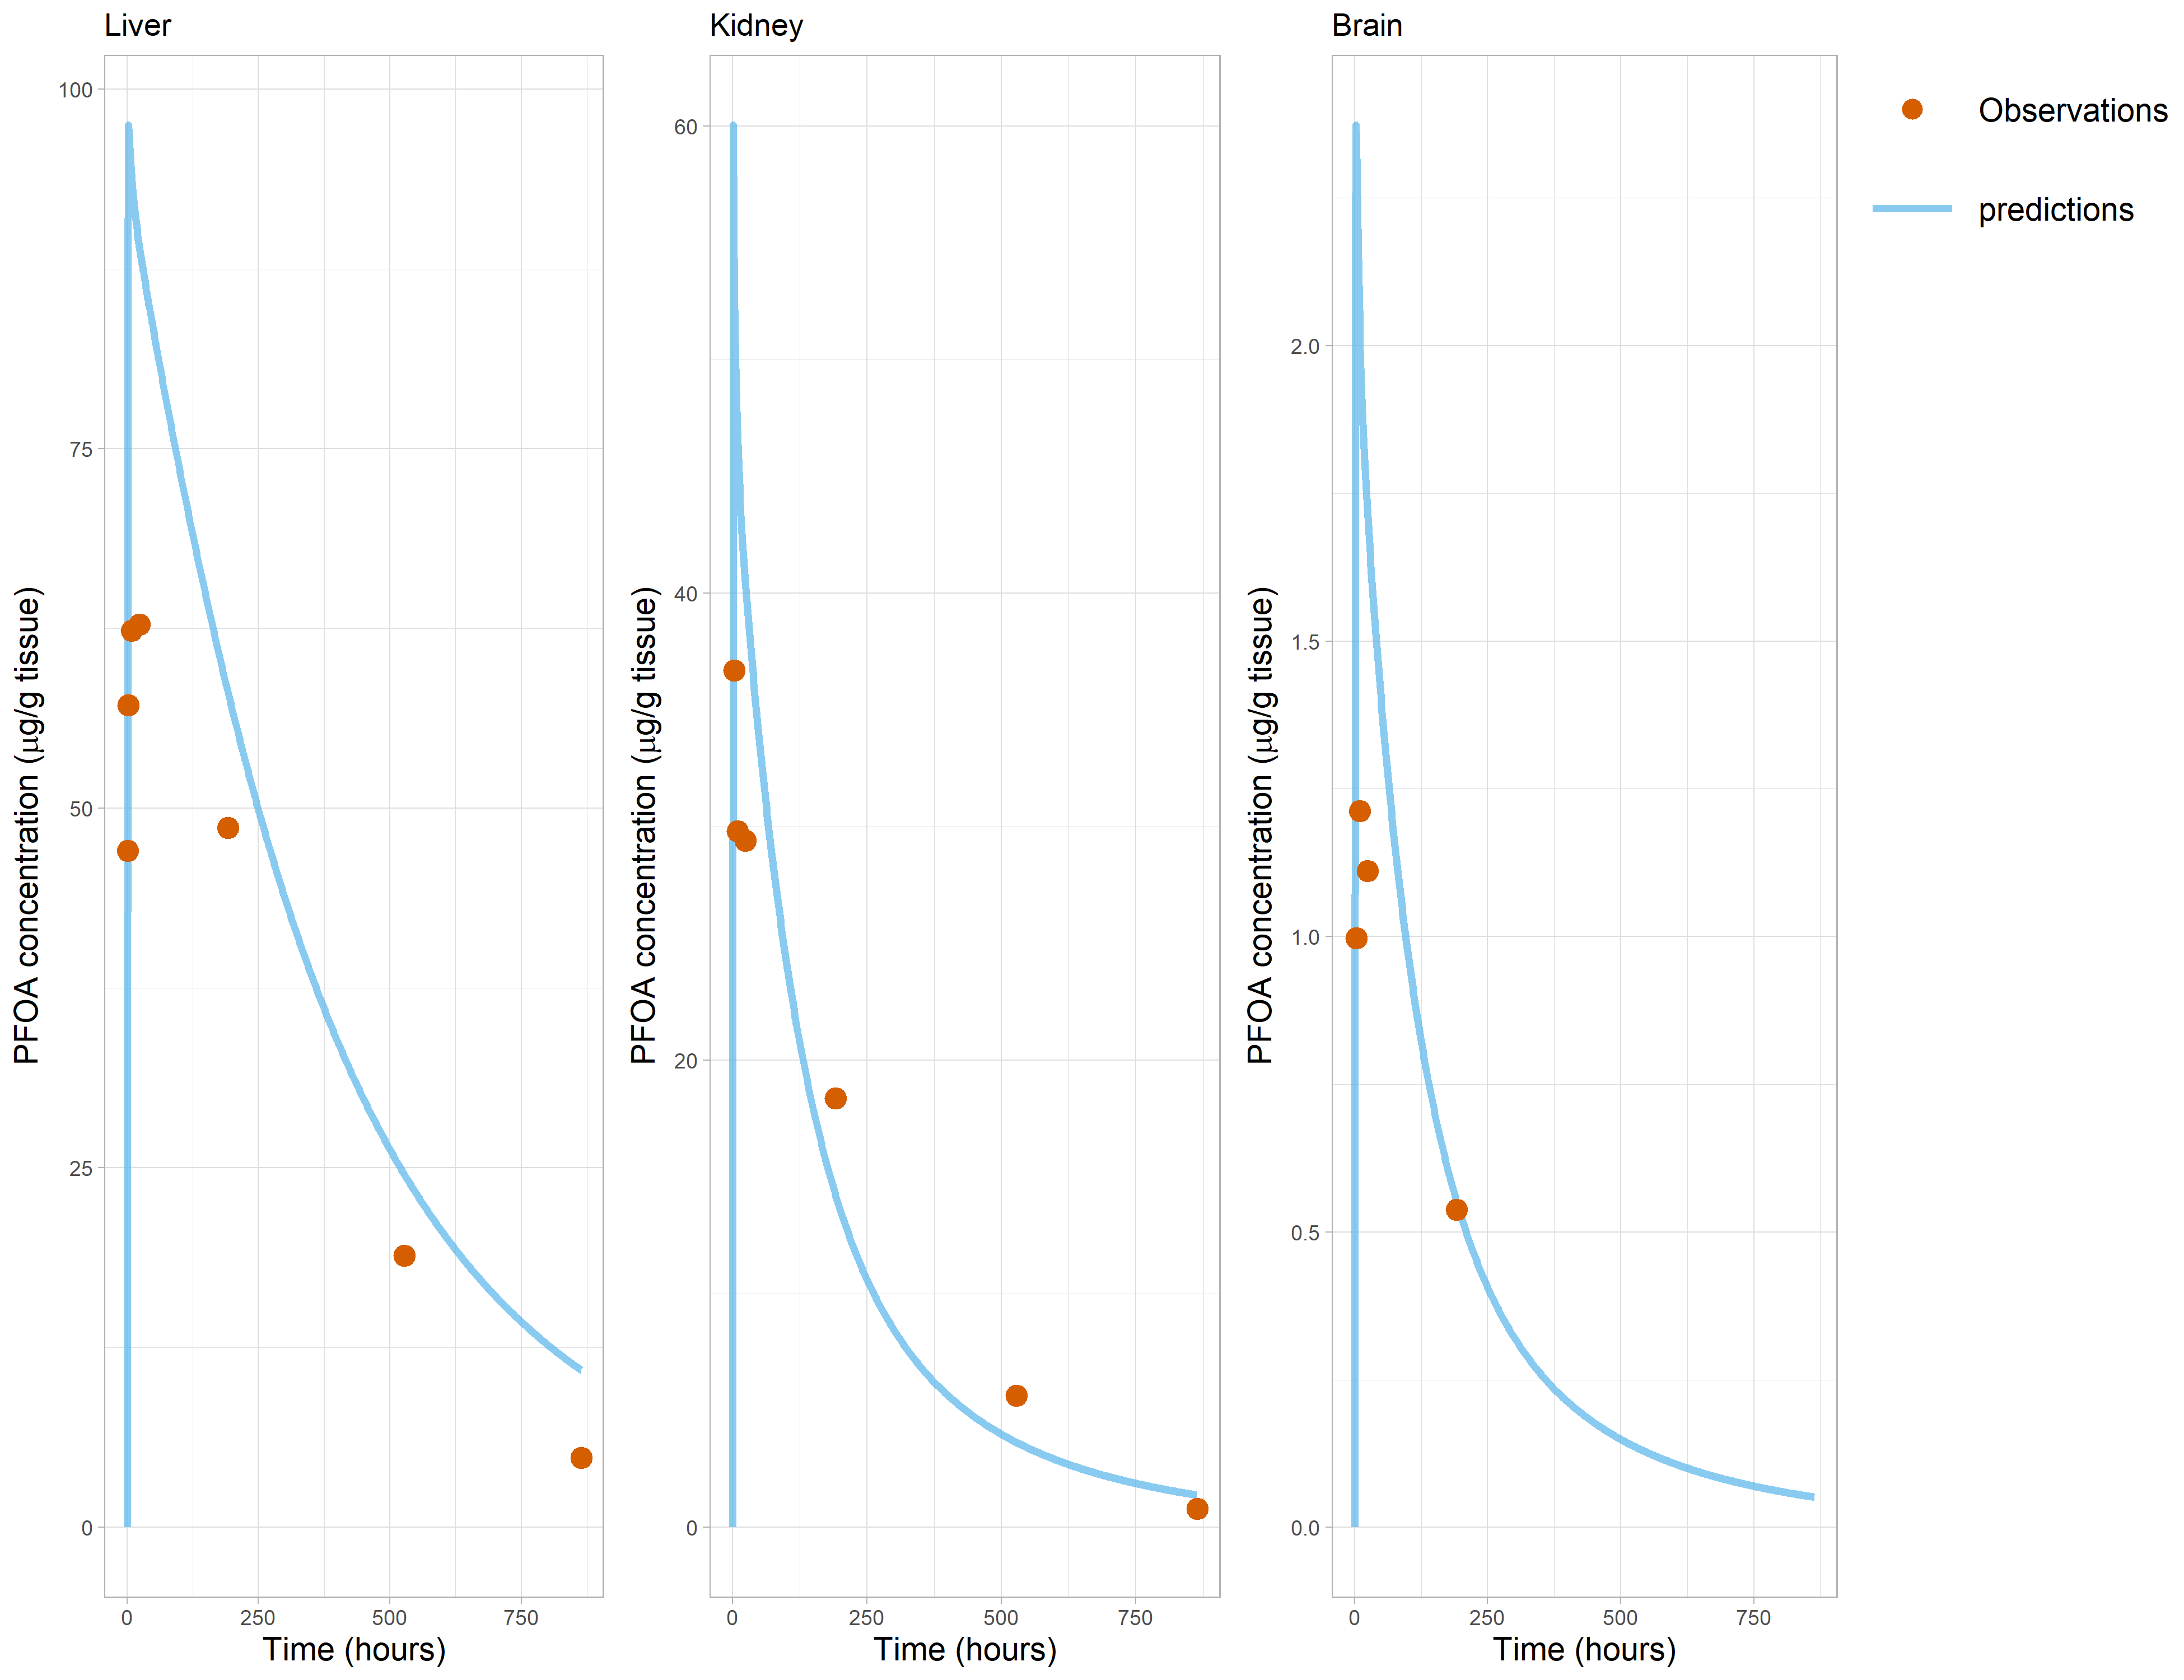 Liver
PFOA concentration (μg/g tissue)
100
75
50
25
0
0 250 500 750
Time (hours)
Kidney
PFOA concentration (μg/g tissue)
60
40
20
0
0 250 500 750
Time (hours)
Brain
PFOA concentration (μg/g tissue)
2.0
1.5
1.0
0.5
0.0
0 250 500 750
Time (hours)
Observations
predictions